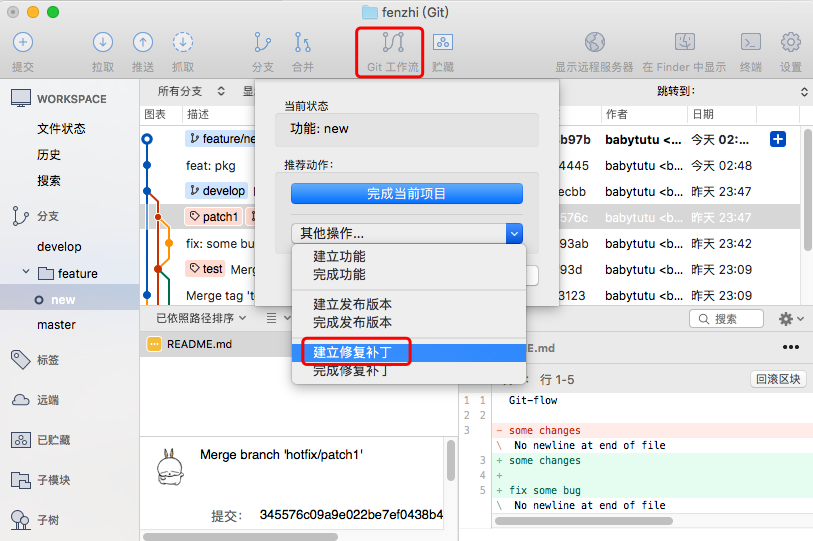 fenzhi (Git)
提交
拉取
推送
抓取
分支
合并
Git 工作流
贮藏
显示远程服务器
在 Finder 中显示
终端
设置
WORKSPACE
文件状态
历史
搜索
分支
develop
feature
new
master
标签
远端
已贮藏
子模块
子树
所有分支
跳转到:
图表
描述
作者
日期
feature/ne
b97b
babytutu <...
今天 02:...
feat: pkg
4445
babytutu <b...
今天 02:48
develop
ecbb
babytutu <b...
昨天 23:47
patch1
576c
babytutu <b...
昨天 23:47
fix: some bu
93ab
babytutu <b...
昨天 23:42
test
Merg
93d
babytutu <b...
昨天 23:09
Merge tag 't
3123
babytutu <b...
昨天 23:09
当前状态
功能: new
推荐动作:
完成当前项目
其他操作...
建立功能
完成功能
建立发布版本
完成发布版本
建立修复补丁
完成修复补丁
已依照路径排序
搜索
README.md
E.md
•••
行 1-5
回滚区块
1 1 Git-flow
2 2
3 - some changes
\ No newline at end of file
3 + some changes
4 +
5 + fix some bug
\ No newline at end of file
Merge branch 'hotfix/patch1'
提交: 345576c09a9e022be7ef0438b4